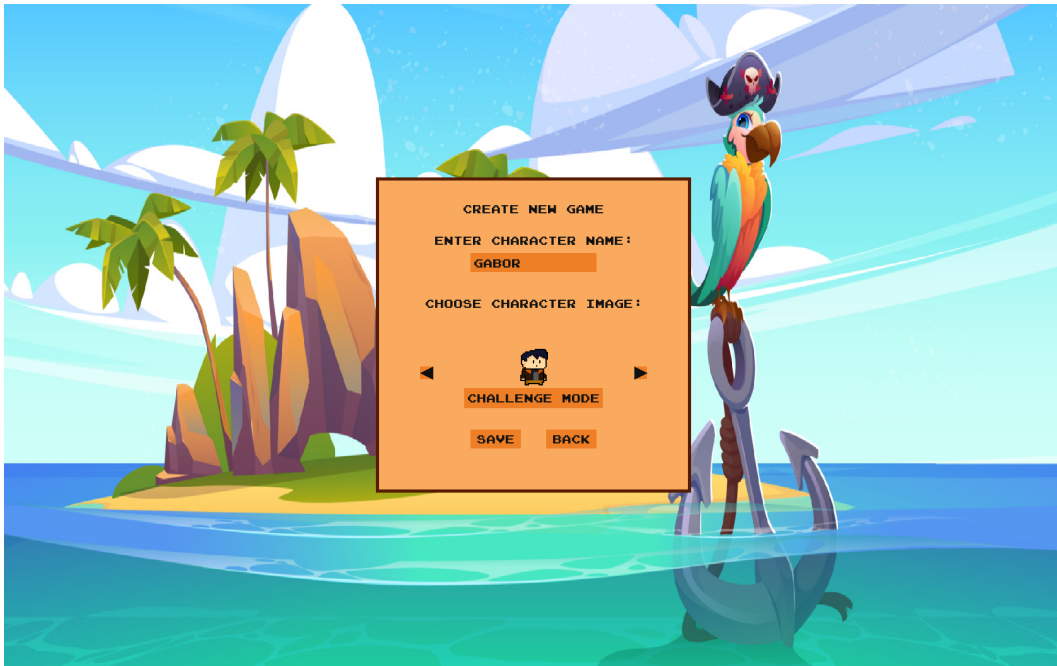 CREATE NEW GAME
ENTER CHARACTER NAME:
GABOR
CHOOSE CHARACTER IMAGE:
CHALLENGE MODE
SAVE BACK